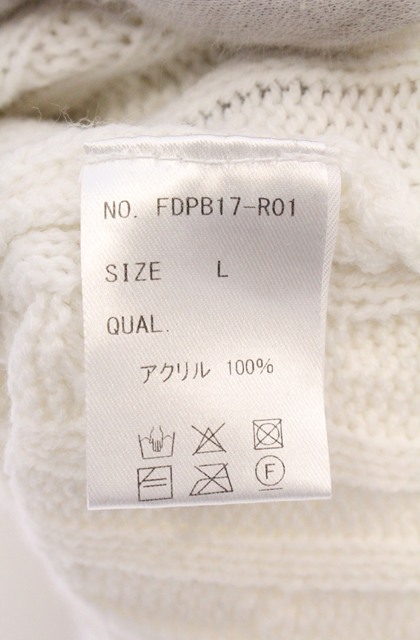 NO. FDPB17-R01
SIZE L
QUAL.
アクリル 100%
F